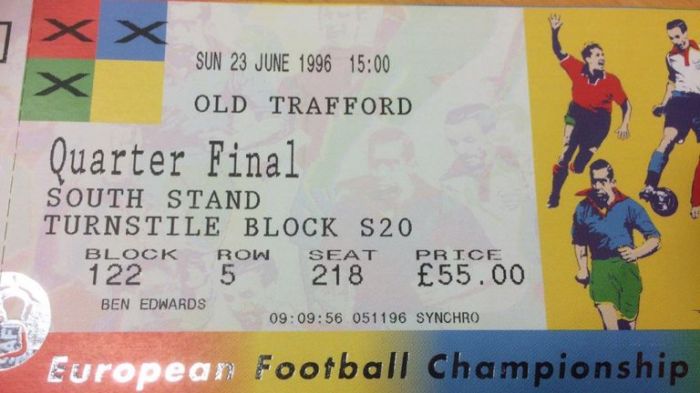 SUN 23 JUNE 1996 15:00
OLD TRAFFORD
Quarter Final
SOUTH STAND
TURNSTILE BLOCK S20
BLOCK ROW SEAT PRICE
122 5 218 £55.00
BEN EDWARDS
09:09:56 051196 SYNCHRO
European Football Championship